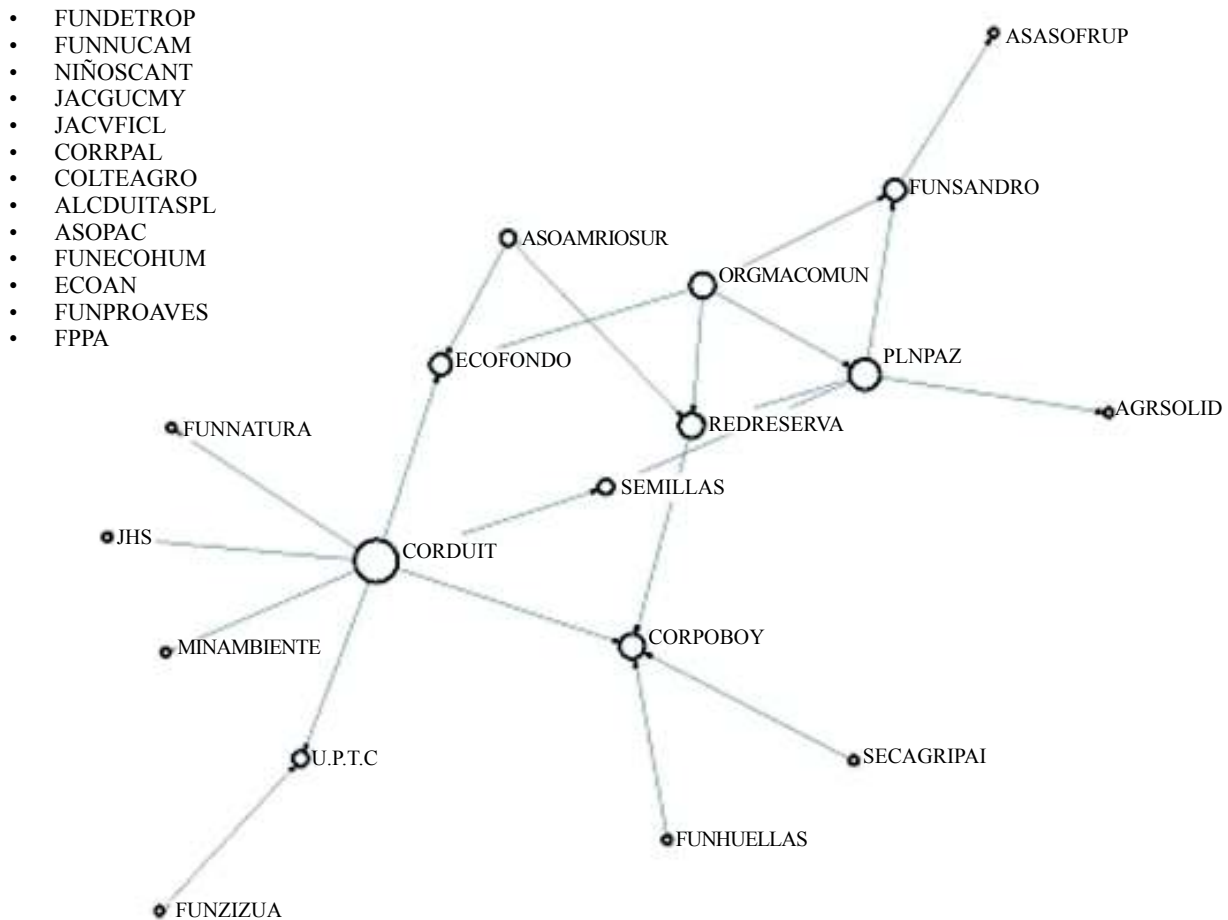 • FUNDETROP
• FUNNUCAM
• NIÑOSCANT
• JACGUCMY
• JACVFICL
• CORRPAL
• COLTEAGRO
• ALCDUITASPL
• ASOPAC
• FUNECOHUM
• ECOAN
• FUNPROAVES
• FPPA
ASASOFRUP
FUNSANDRO
ASOAMRIOSUR
ORGMACOMUN
ECOFONDO
PLNPAZ
AGRSOLID
FUNNATURA
REDRESERVA
SEMILLAS
JHS
CORDUIT
MINAMBIENTE
CORPOBOY
U.P.T.C
SECAGRIPAI
FUNHUELLAS
FUNZIZUA